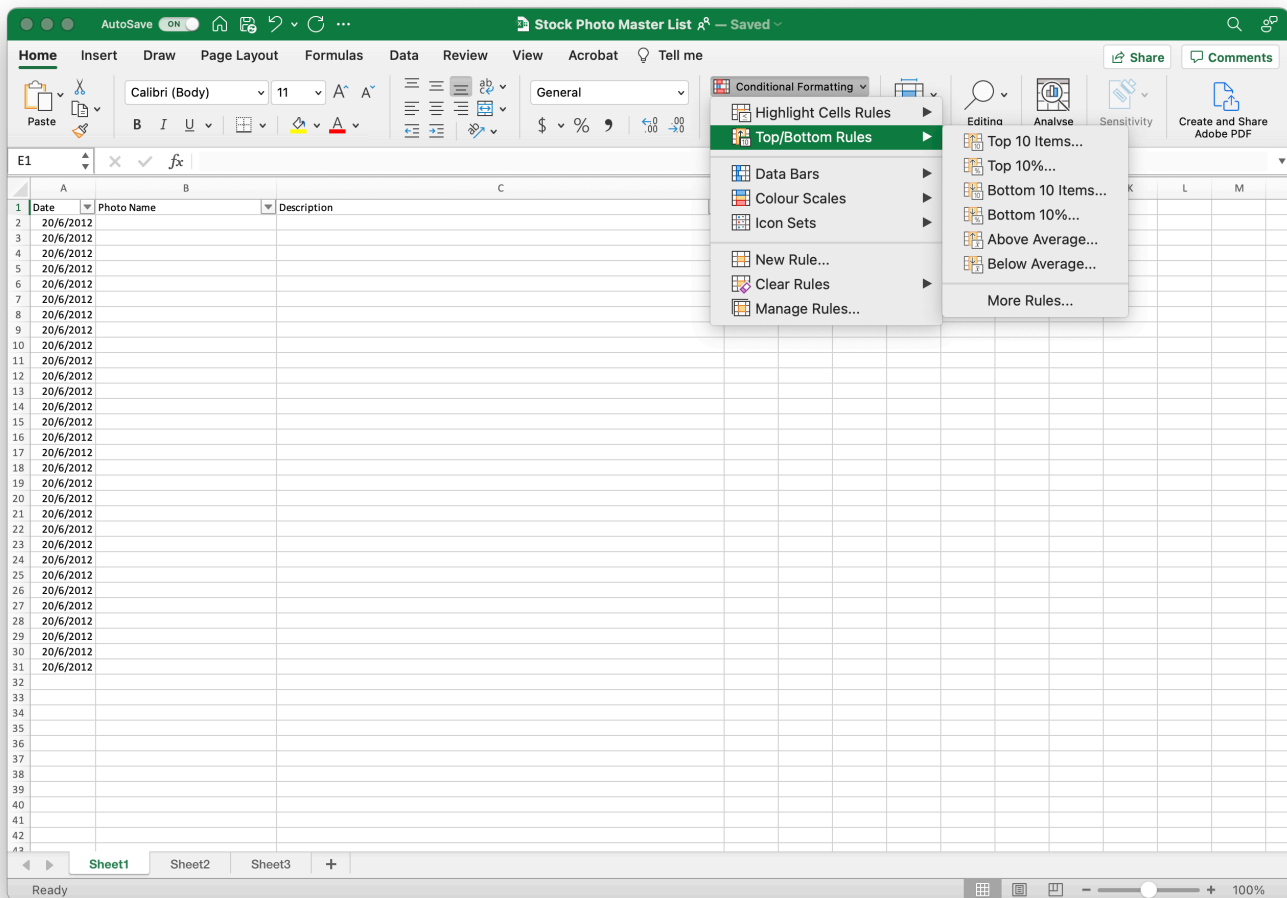 AutoSave ON Stock Photo Master List — Saved
Home Insert Draw Page Layout Formulas Data Review View Acrobat Tell me Share Comments
Paste
Calibri (Body) 11
B I U A
ab
General
$ %
Conditional Formatting
Editing
Analyse
Sensitivity
Create and Share
Adobe PDF
Highlight Cells Rules
Top/Bottom Rules
Data Bars
Colour Scales
Icon Sets
New Rule...
Clear Rules
Manage Rules...
Top 10 Items...
Top 10%...
Bottom 10 Items...
Bottom 10%...
Above Average...
Below Average...
More Rules...
E1 fx
A B C K L M
1 Date Photo Name Description
2 20/6/2012
3 20/6/2012
4 20/6/2012
5 20/6/2012
6 20/6/2012
7 20/6/2012
8 20/6/2012
9 20/6/2012
10 20/6/2012
11 20/6/2012
12 20/6/2012
13 20/6/2012
14 20/6/2012
15 20/6/2012
16 20/6/2012
17 20/6/2012
18 20/6/2012
19 20/6/2012
20 20/6/2012
21 20/6/2012
22 20/6/2012
23 20/6/2012
24 20/6/2012
25 20/6/2012
26 20/6/2012
27 20/6/2012
28 20/6/2012
29 20/6/2012
30 20/6/2012
31 20/6/2012
32
33
34
35
36
37
38
39
40
41
42
43
Sheet1 Sheet2 Sheet3 +
Ready 100%